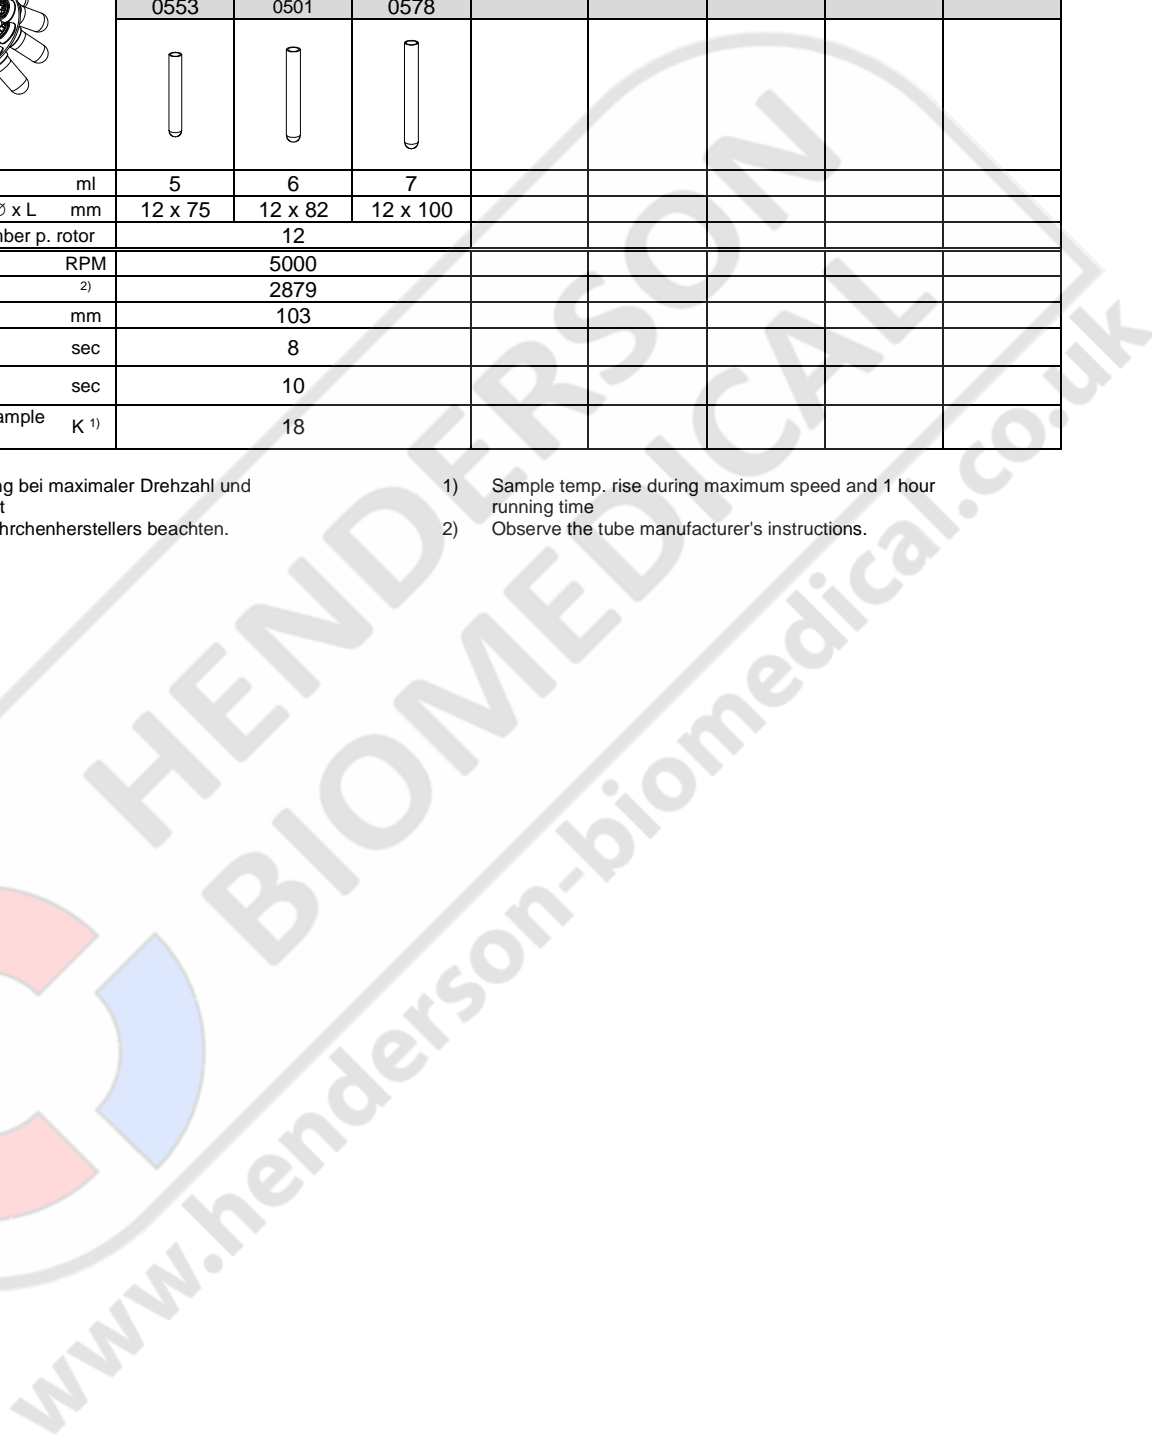 0553 0501 0578
ml 5 6 7
Ø x L mm 12 x 75 12 x 82 12 x 100
p. rotor 12
RPM 5000
2) 2879
mm 103
sec 8
sec 10
K 1) 18
bei maximaler Drehzahl und
beachten.
1) Sample temp. rise during maximum speed and 1 hour
running time
2) Observe the tube manufacturer's instructions.
HENDERSON
BIOMEDICAL
www.henderson-biomedical.co.uk